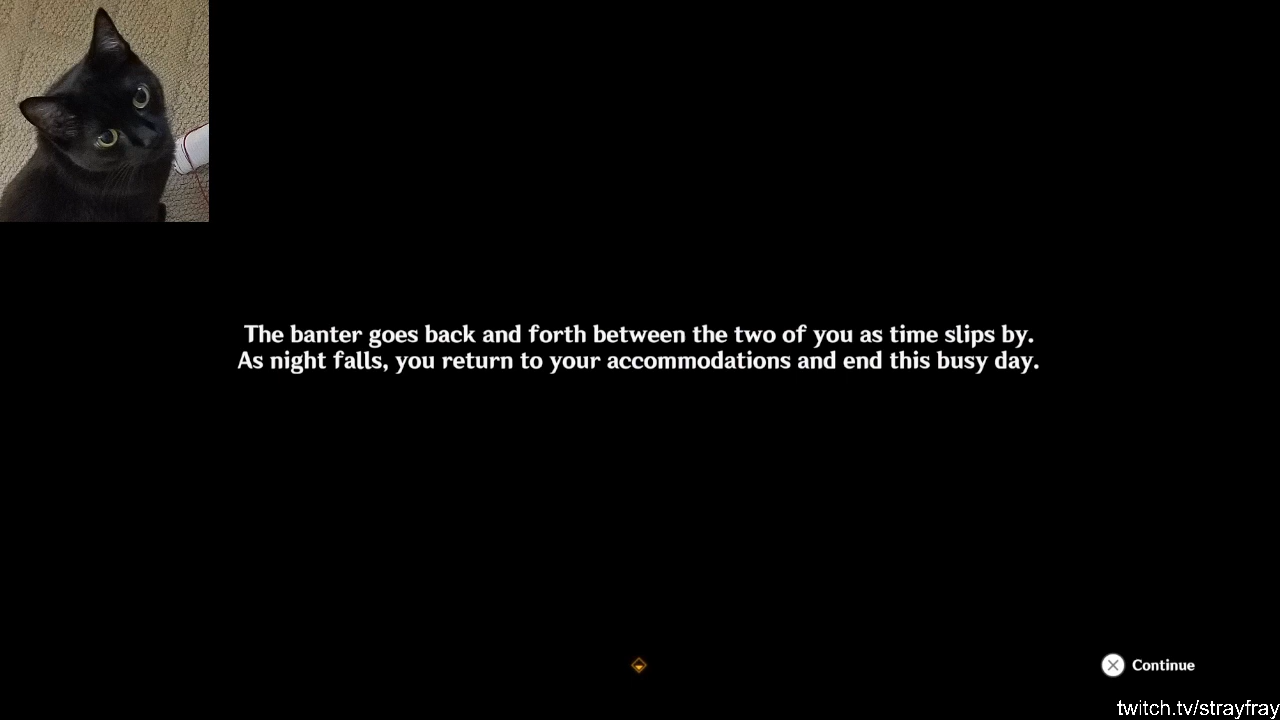 The banter goes back and forth between the two of you as time slips by.
As night falls, you return to your accommodations and end this busy day.
Continue
twitch.tv/strayfray